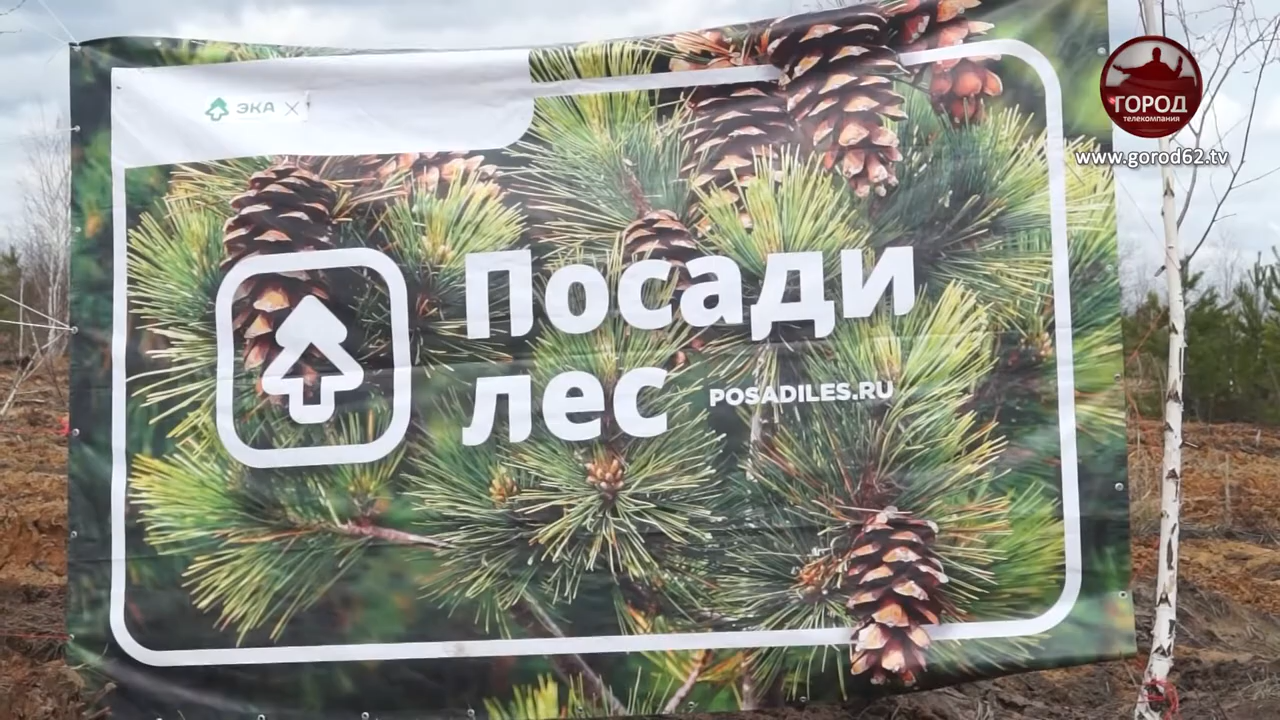 ЭКА X
ГОРОД
телекомпания
www.gorod62.tv
Посади
лес
POSADILES.RU